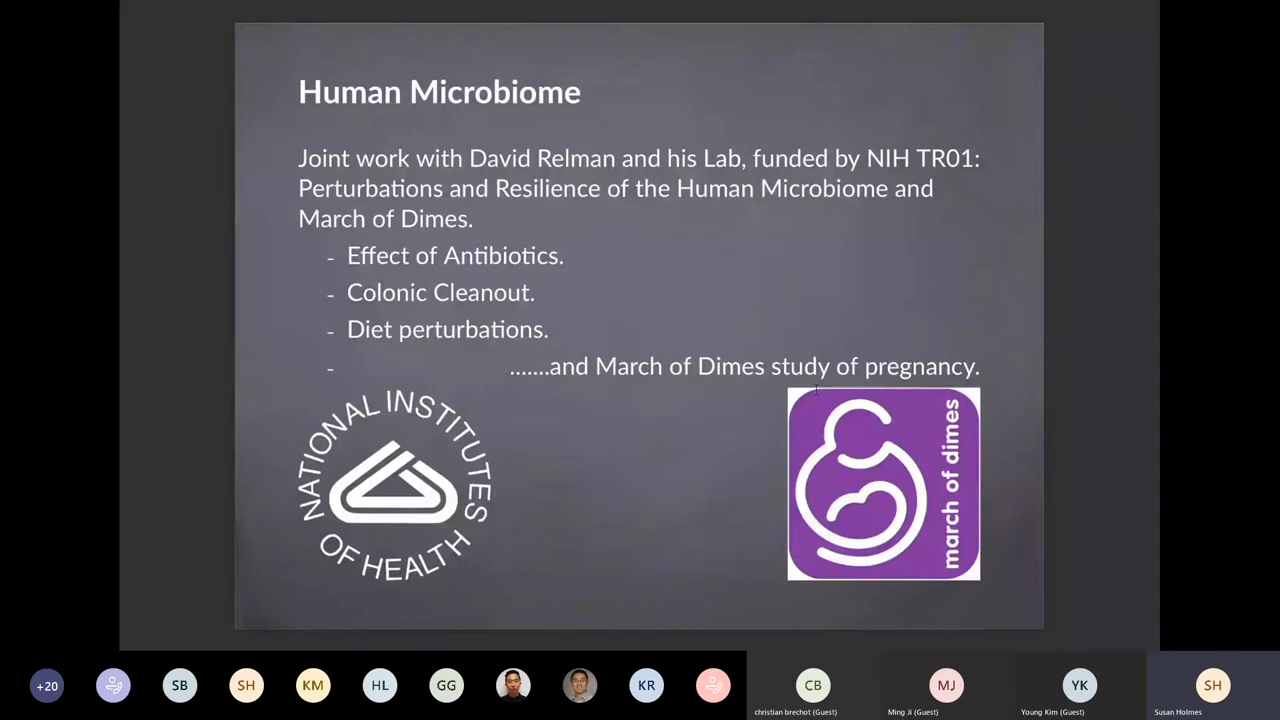 Human Microbiome
Joint work with David Relman and his Lab, funded by NIH TR01:
Perturbations and Resilience of the Human Microbiome and
March of Dimes.
- Effect of Antibiotics.
- Colonic Cleanout.
- Diet perturbations.
- .......and March of Dimes study of pregnancy.
NATIONAL INSTITUTES
OF HEALTH
march of dimes
+20 SB SH KM HL GG KR CB MJ YK SH
christian brechot (Guest) Ming Ji (Guest) Young Kim (Guest) Susan Holmes